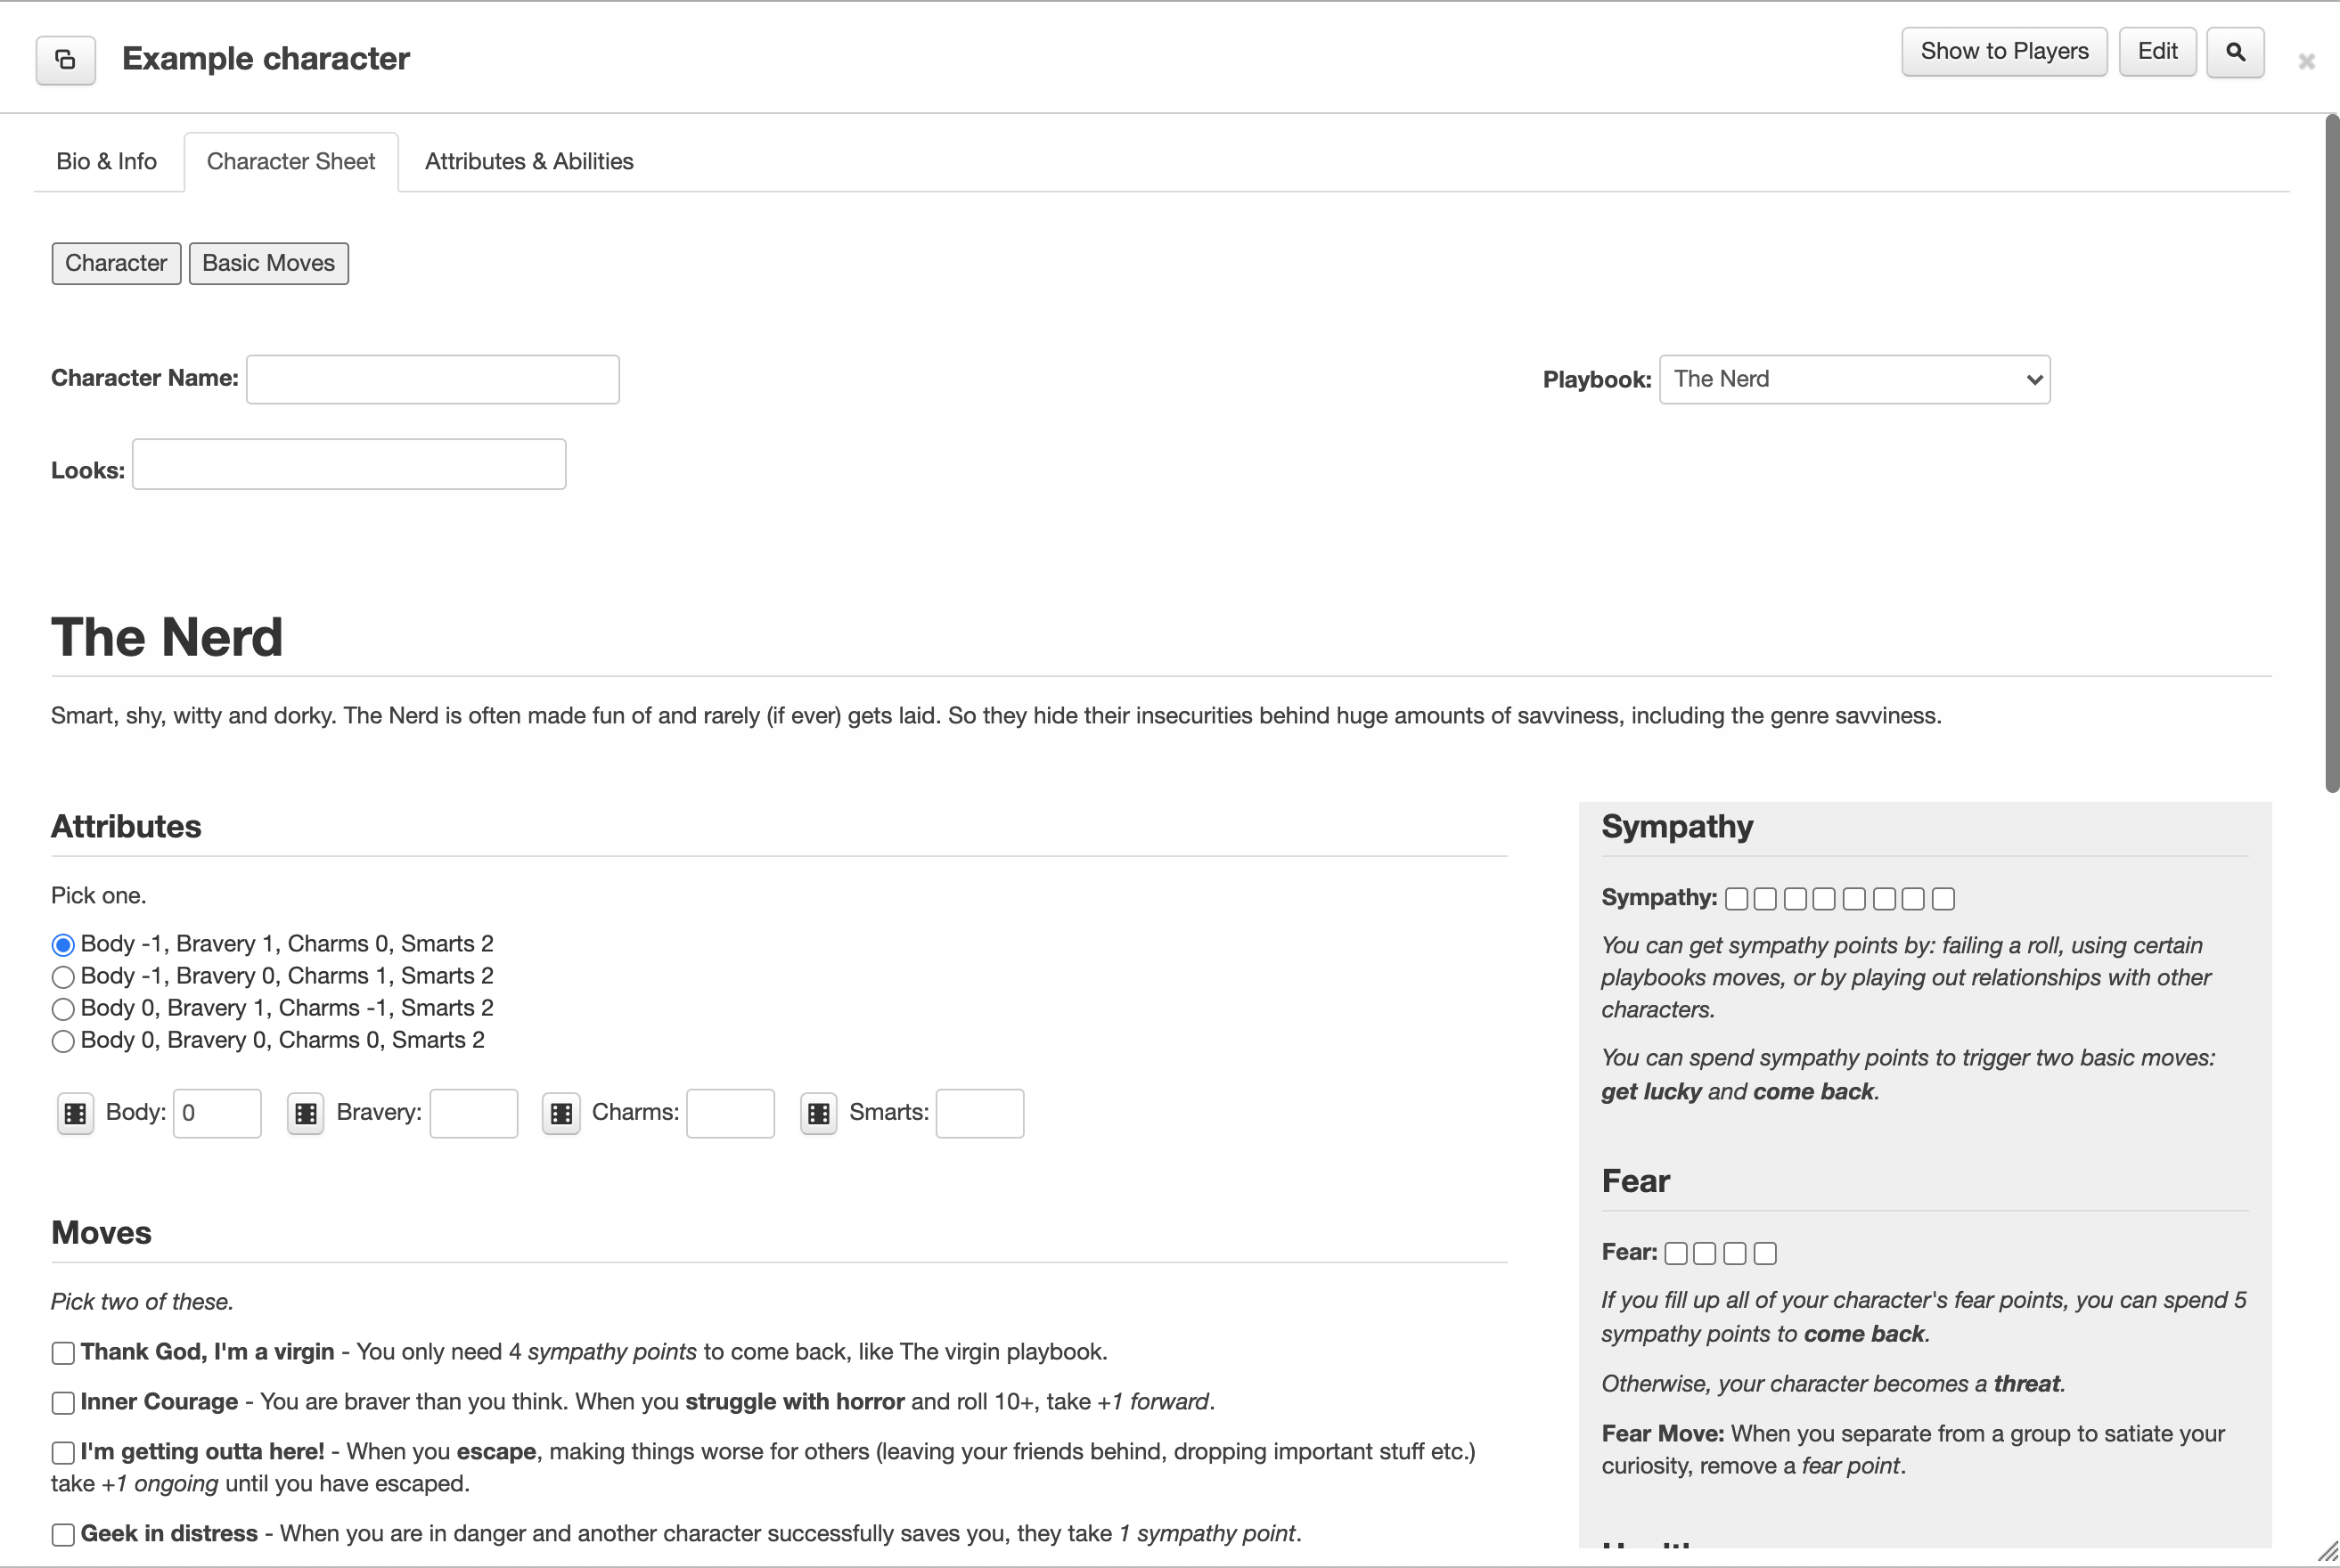 Example character
Show to Players
Edit
Bio & Info
Character Sheet
Attributes & Abilities
Character
Basic Moves
Character Name:
Playbook: The Nerd
Looks:
The Nerd
Smart, shy, witty and dorky. The Nerd is often made fun of and rarely (if ever) gets laid. So they hide their insecurities behind huge amounts of savviness, including the genre savviness.
Attributes
Pick one.
Body -1, Bravery 1, Charms 0, Smarts 2
Body -1, Bravery 0, Charms 1, Smarts 2
Body 0, Bravery 1, Charms -1, Smarts 2
Body 0, Bravery 0, Charms 0, Smarts 2
Body: 0 Bravery: Charms: Smarts:
Moves
Pick two of these.
Thank God, I'm a virgin - You only need 4 sympathy points to come back, like The virgin playbook.
Inner Courage - You are braver than you think. When you struggle with horror and roll 10+, take +1 forward.
I'm getting outta here! - When you escape, making things worse for others (leaving your friends behind, dropping important stuff etc.)
take +1 ongoing until you have escaped.
Geek in distress - When you are in danger and another character successfully saves you, they take 1 sympathy point.
Sympathy
Sympathy:
You can get sympathy points by: failing a roll, using certain
playbooks moves, or by playing out relationships with other
characters.
You can spend sympathy points to trigger two basic moves:
get lucky and come back.
Fear
Fear:
If you fill up all of your character's fear points, you can spend 5
sympathy points to come back.
Otherwise, your character becomes a threat.
Fear Move: When you separate from a group to satiate your
curiosity, remove a fear point.